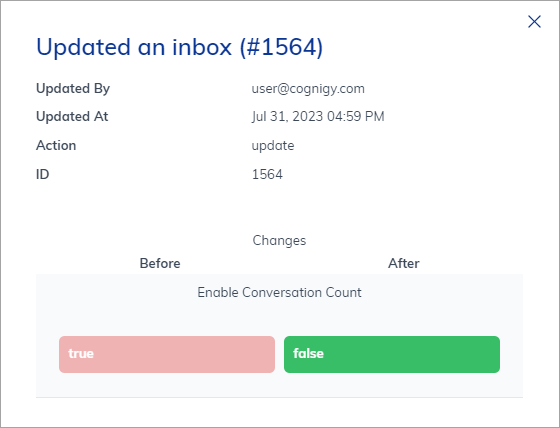 Updated an inbox (#1564)
Updated By user@cognigy.com
Updated At Jul 31, 2023 04:59 PM
Action update
ID 1564
Changes
Before After
Enable Conversation Count
true false